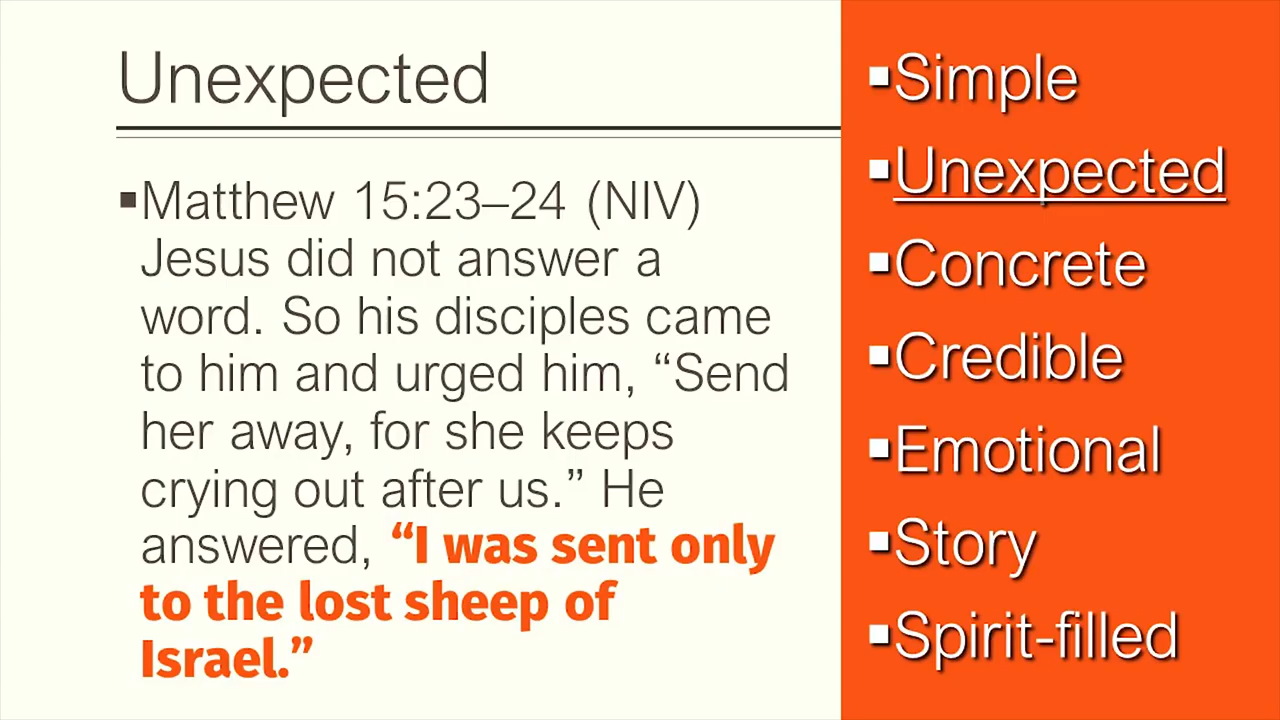 Unexpected
▪Matthew 15:23–24 (NIV)
Jesus did not answer a
word. So his disciples came
to him and urged him, “Send
her away, for she keeps
crying out after us.” He
answered, “I was sent only
to the lost sheep of
Israel.”
▪Simple
▪Unexpected
▪Concrete
▪Credible
▪Emotional
▪Story
▪Spirit-filled